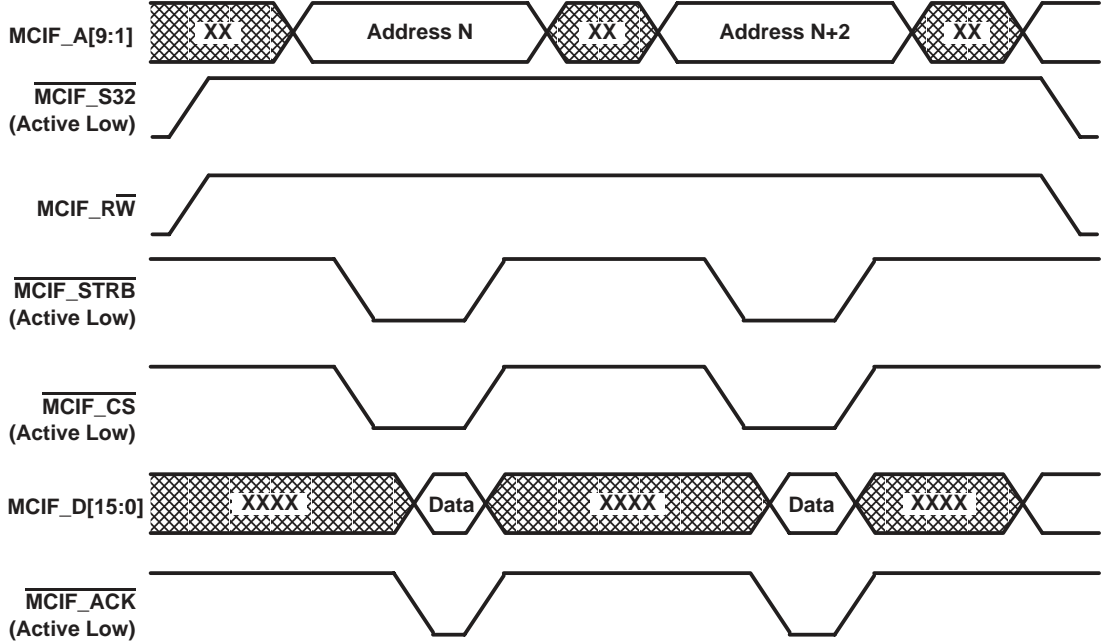 MCIF_A[9:1] XX Address N XX Address N+2 XX
MCIF_S32
(Active Low)
MCIF_RW
MCIF_STRB
(Active Low)
MCIF_CS
(Active Low)
MCIF_D[15:0] XXXX Data XXXX Data XXXX
MCIF_ACK
(Active Low)